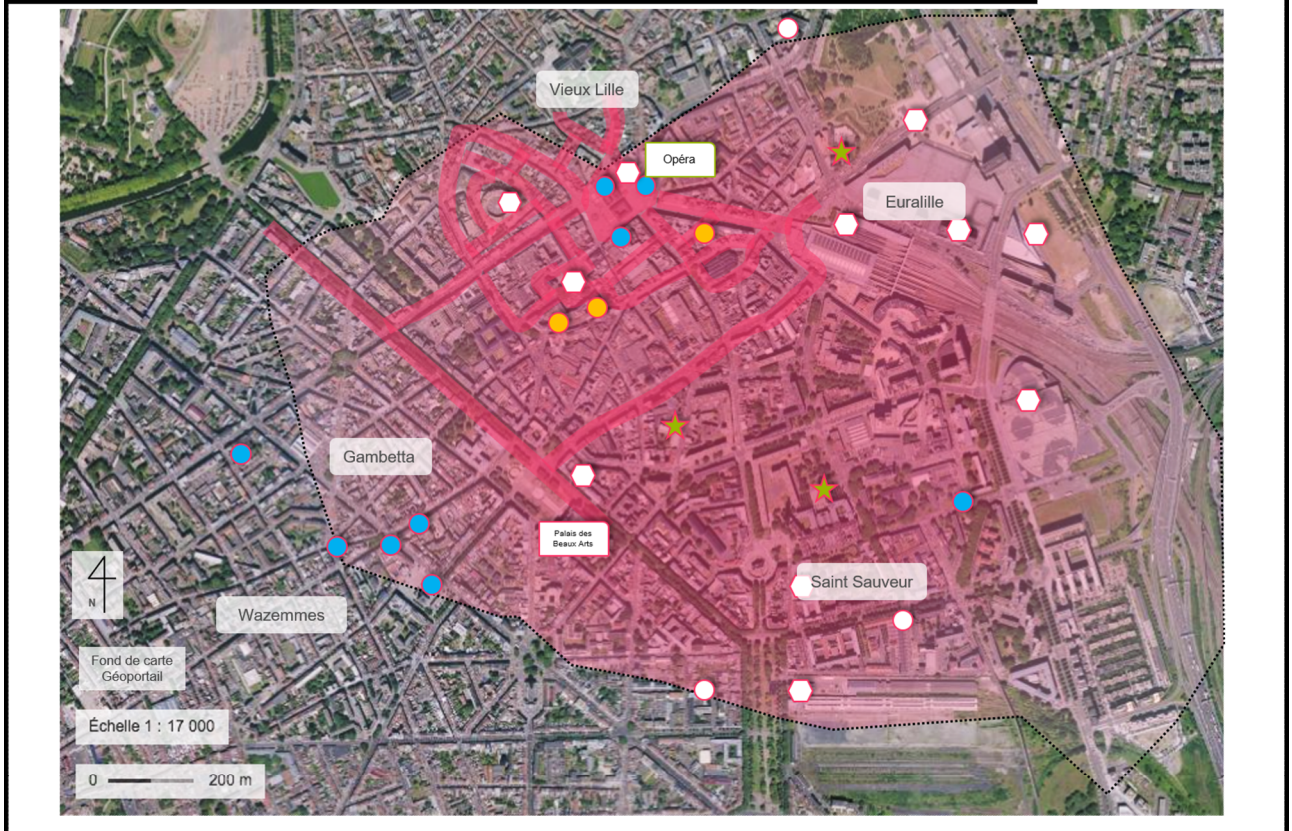 Vieux Lille
Opéra
Euralille
Gambetta
Palais des
Beaux Arts
Saint Sauveur
N
Wazemmes
Fond de carte
Géoportail
Échelle 1 : 17 000
0 200 m